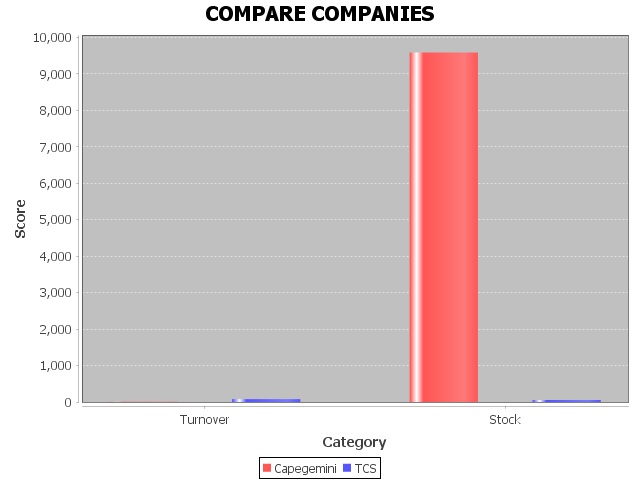 COMPARE COMPANIES
10,000
9,000
8,000
7,000
6,000
5,000
4,000
3,000
2,000
1,000
0
Score
Turnover Stock
Category
Capegemini TCS